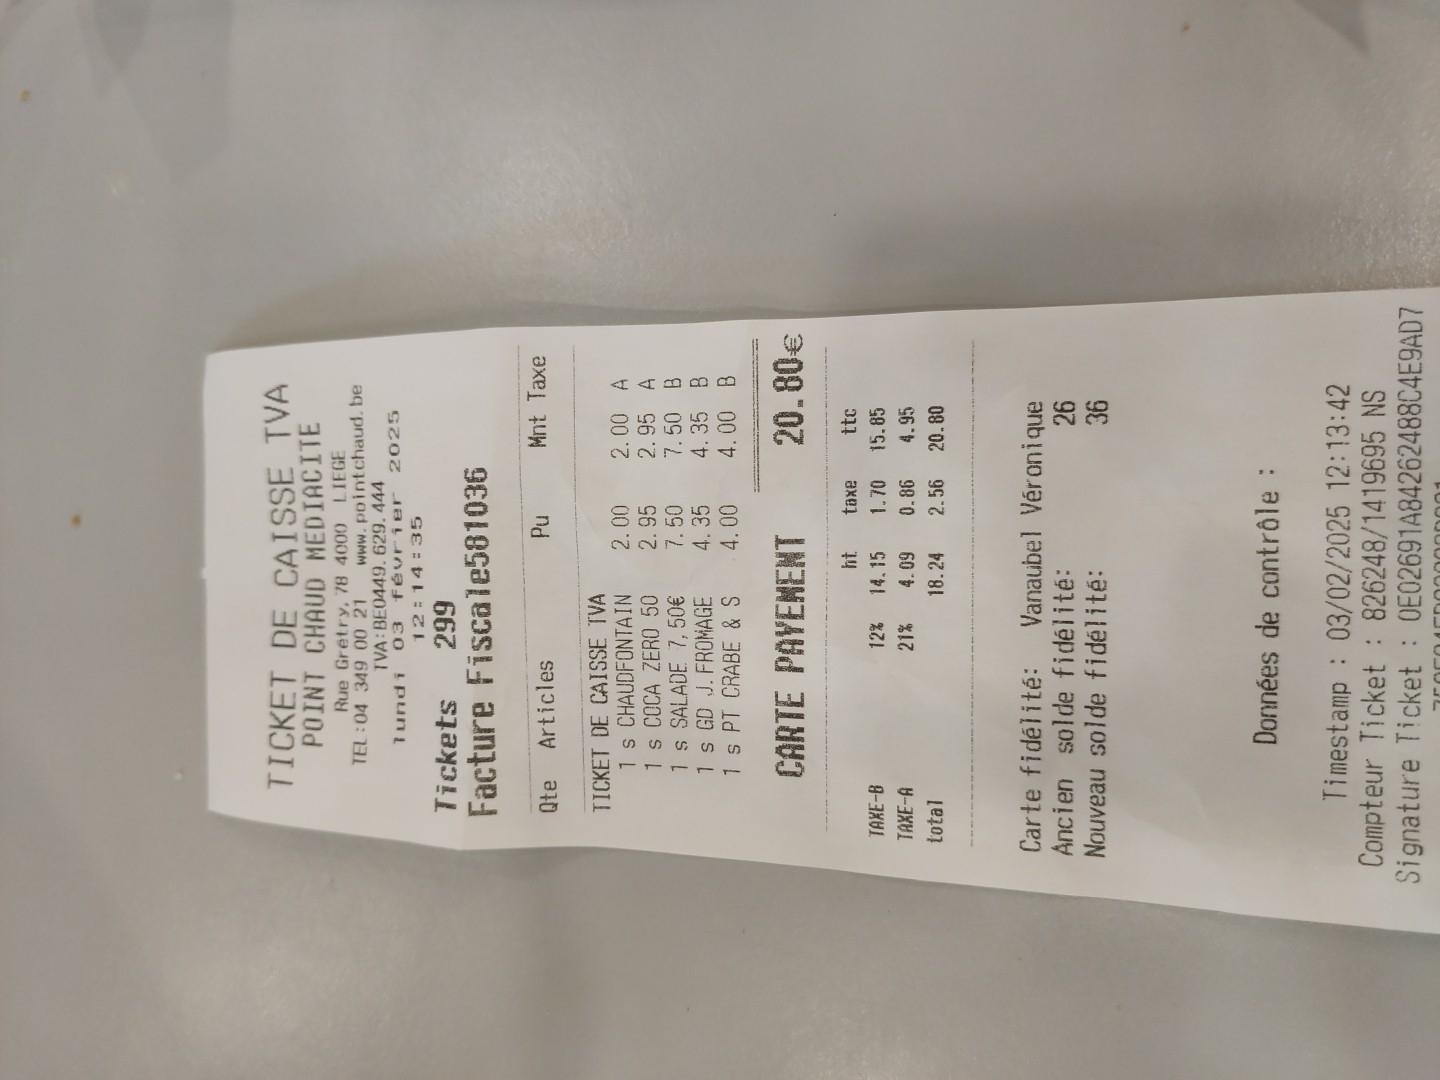 TICKET DE CAISSE TVA
POINT CHAUD MEDIACITE
Rue Grétry, 78 4000 LIEGE
TEL:04 349 00 21 www.pointchaud.be
TVA:BE0449.629.444
lundi 03 février 2025
12:14:35
Tickets 299
Facture Fiscale581036
Qte Articles Pu Mnt Taxe
TICKET DE CAISSE TVA
1 s CHAUDFONTAIN 2.00 2.00 A
1 s COCA ZERO 50 2.95 2.95 A
1 s SALADE 7,50€ 7.50 7.50 B
1 s GD J.FROMAGE 4.35 4.35 B
1 s PT CRABE & S 4.00 4.00 B
CARTE PAYEMENT 20.80€
ht taxe ttc
TAXE-B 12% 14.15 1.70 15.85
TAXE-A 21% 4.09 0.86 4.95
total 18.24 2.56 20.80
Carte fidélité: Vanaubel Véronique
Ancien solde fidélité: 26
Nouveau solde fidélité: 36
Données de contrôle :
Timestamp : 03/02/2025 12:13:42
Compteur Ticket : 826248/1419695 NS
Signature Ticket : 0E02691A84262488C4E9AD7